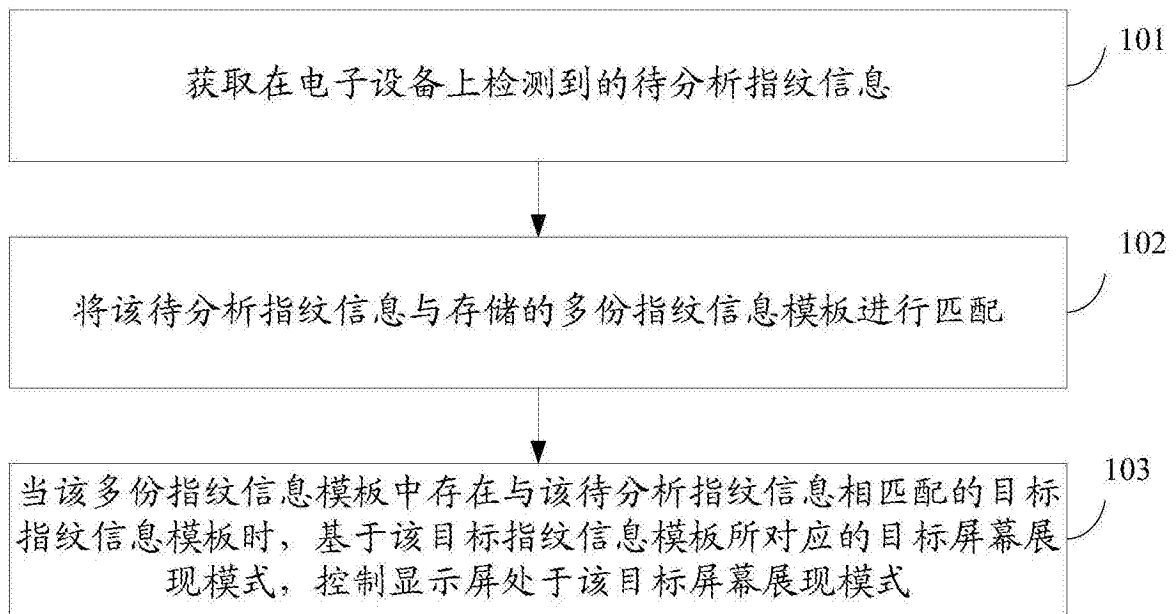 获取在电子设备上检测到的待分析指纹信息
101
将该待分析指纹信息与存储的多份指纹信息模板进行匹配
102
当该多份指纹信息模板中存在与该待分析指纹信息相匹配的目标
指纹信息模板时，基于该目标指纹信息模板所对应的目标屏幕展
现模式，控制显示屏处于该目标屏幕展现模式
103